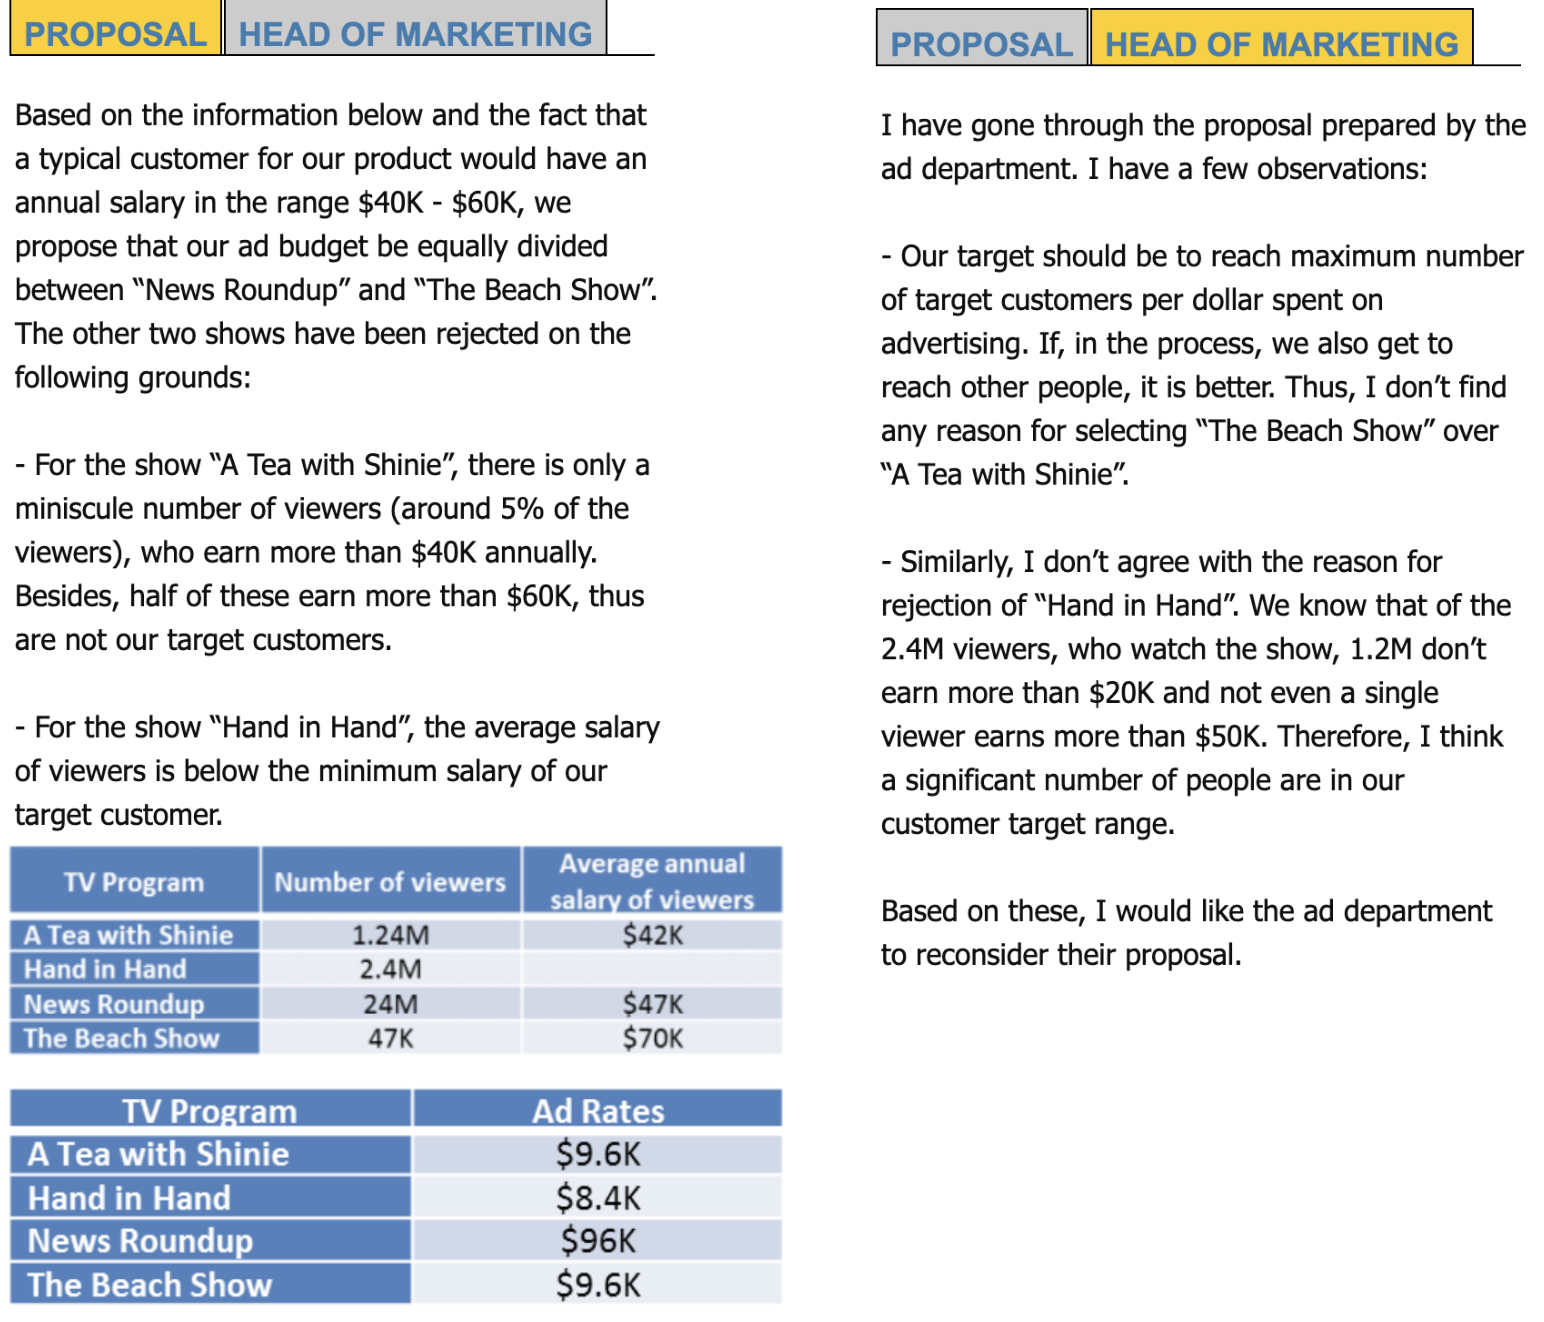 PROPOSAL HEAD OF MARKETING
Based on the information below and the fact that
a typical customer for our product would have an
annual salary in the range $40K - $60K, we
propose that our ad budget be equally divided
between “News Roundup” and “The Beach Show”.
The other two shows have been rejected on the
following grounds:
- For the show “A Tea with Shinie”, there is only a
miniscule number of viewers (around 5% of the
viewers), who earn more than $40K annually.
Besides, half of these earn more than $60K, thus
are not our target customers.
- For the show “Hand in Hand”, the average salary
of viewers is below the minimum salary of our
target customer.
TV Program Number of viewers Average annual
salary of viewers
A Tea with Shinie 1.24M $42K
Hand in Hand 2.4M
News Roundup 24M $47K
The Beach Show 47K $70K
TV Program Ad Rates
A Tea with Shinie $9.6K
Hand in Hand $8.4K
News Roundup $96K
The Beach Show $9.6K
PROPOSAL HEAD OF MARKETING
I have gone through the proposal prepared by the
ad department. I have a few observations:
- Our target should be to reach maximum number
of target customers per dollar spent on
advertising. If, in the process, we also get to
reach other people, it is better. Thus, I don’t find
any reason for selecting “The Beach Show” over
“A Tea with Shinie”.
- Similarly, I don’t agree with the reason for
rejection of “Hand in Hand”. We know that of the
2.4M viewers, who watch the show, 1.2M don’t
earn more than $20K and not even a single
viewer earns more than $50K. Therefore, I think
a significant number of people are in our
customer target range.
Based on these, I would like the ad department
to reconsider their proposal.